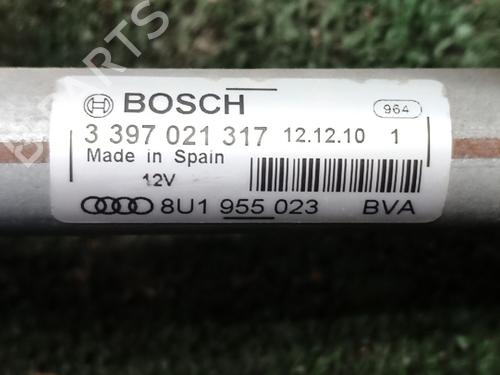 BOSCH 964
3 397 021 317 12.12.10 1
Made in Spain
12V
8U1 955 023 BVA